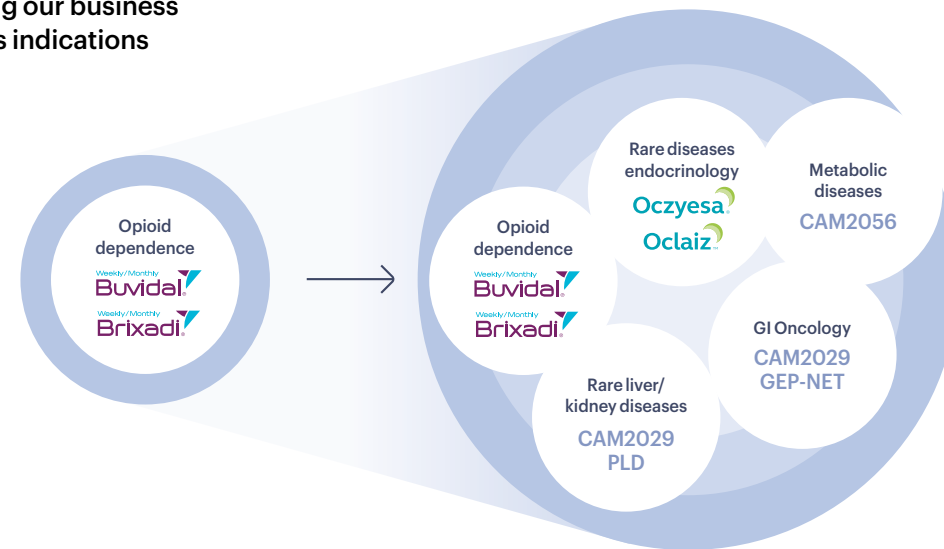 g our business
s indications
Opioid
dependence
Weekly/Monthly
Buvidal®
Weekly/Monthly
Brixadi®
Opioid
dependence
Weekly/Monthly
Buvidal®
Weekly/Monthly
Brixadi®
Rare diseases
endocrinology
Oczyesa®
Oclaiz™
Metabolic
diseases
CAM2056
GI Oncology
CAM2029
GEP-NET
Rare liver/
kidney diseases
CAM2029
PLD